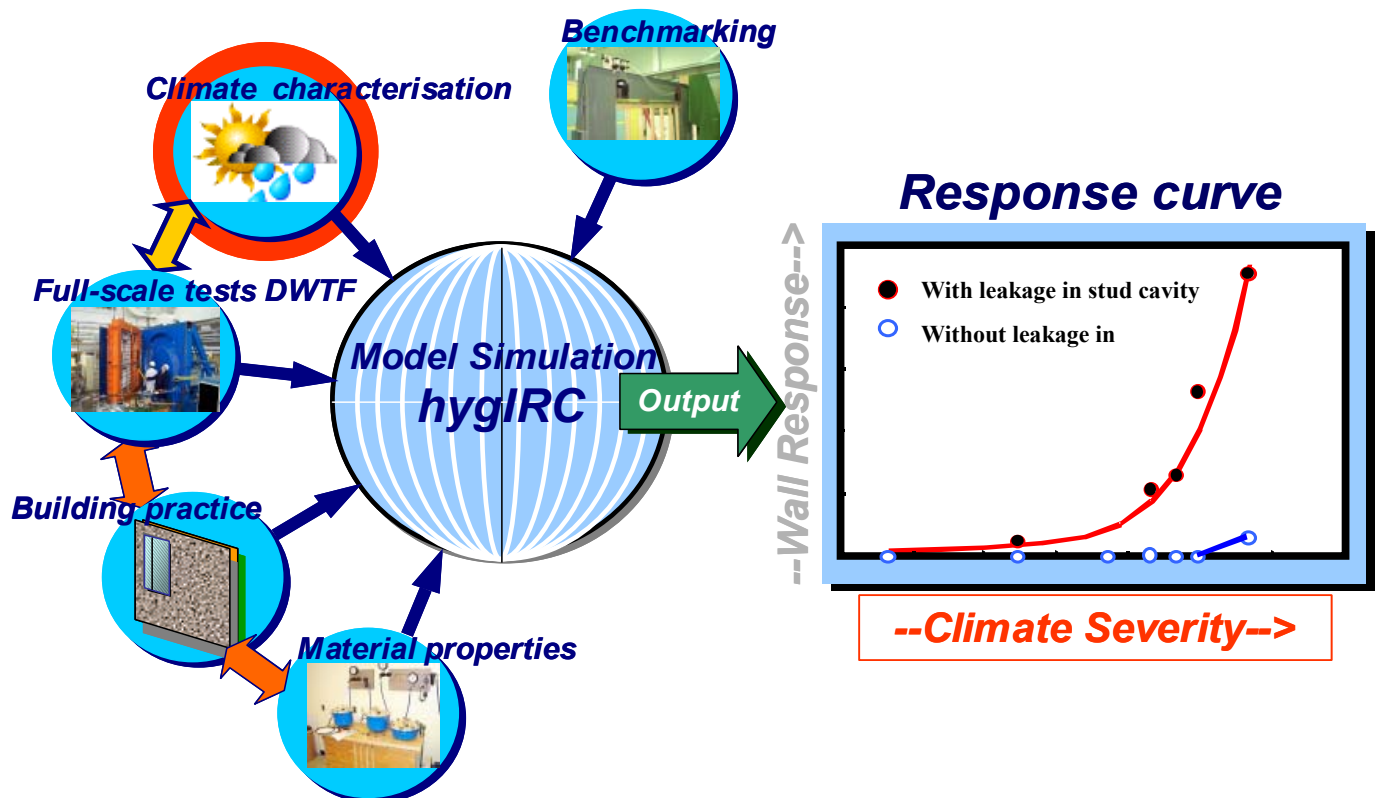 Benchmarking
Climate characterisation
Full-scale tests DWTF
Building practice
Material properties
Model Simulation
hygIRC
Output
Response curve
--Wall Response-->
With leakage in stud cavity
Without leakage in
--Climate Severity-->